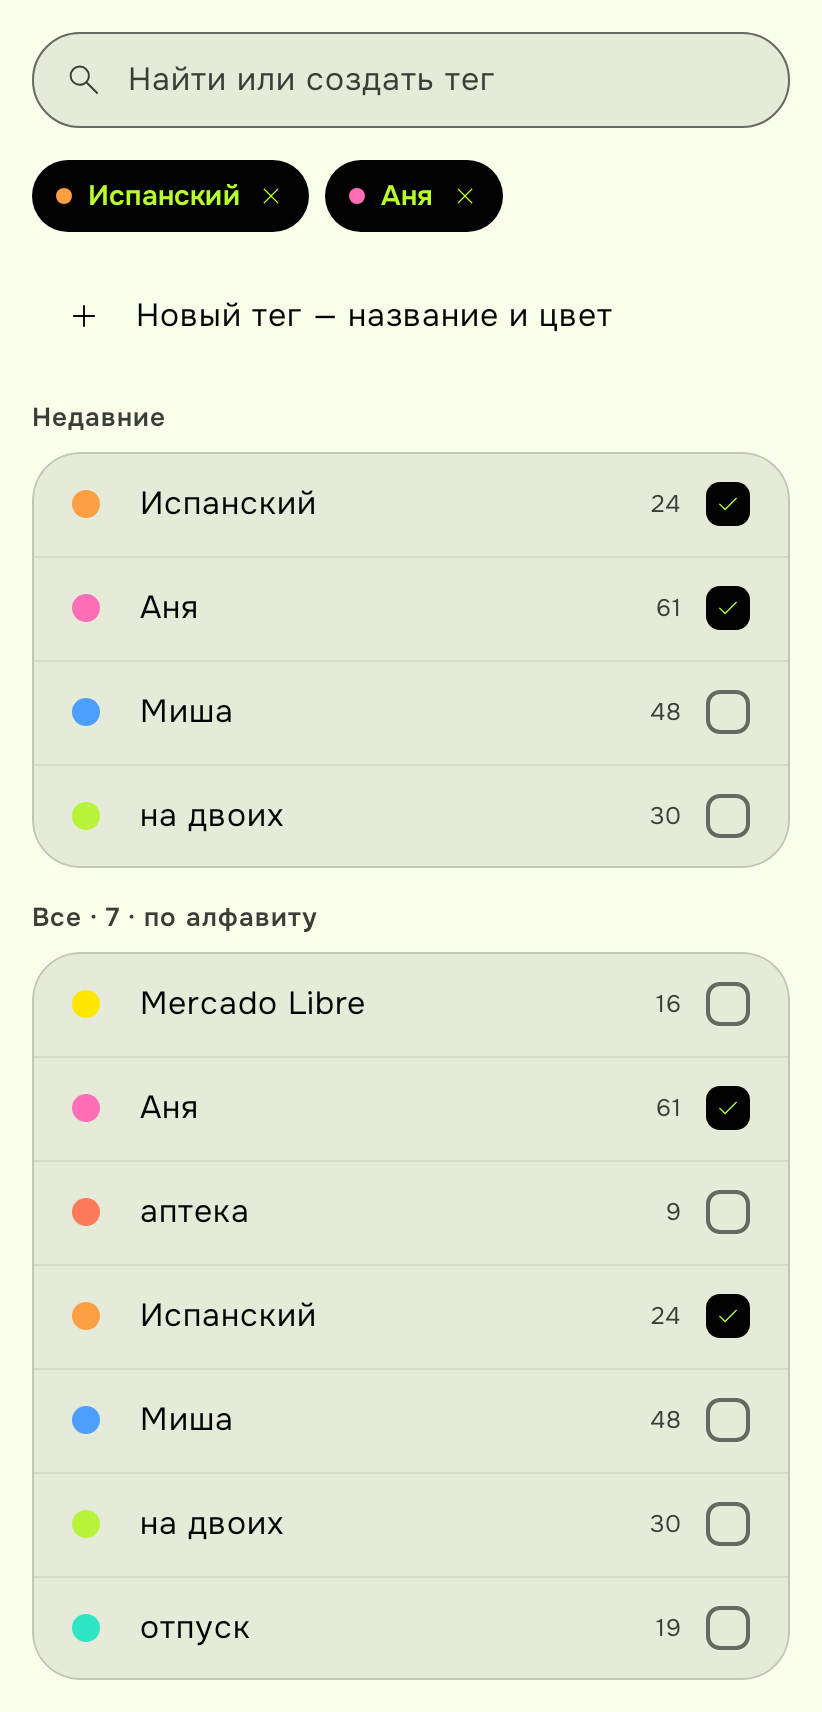 Найти или создать тег
Испанский × Аня ×
+ Новый тег — название и цвет
Недавние
Испанский 24
Аня 61
Миша 48
на двоих 30
Все · 7 · по алфавиту
Mercado Libre 16
Аня 61
аптека 9
Испанский 24
Миша 48
на двоих 30
отпуск 19